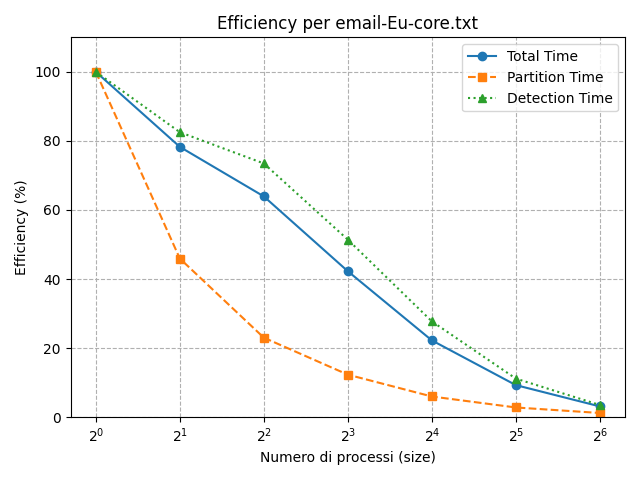 Efficiency per email-Eu-core.txt
Total Time
Partition Time
Detection Time
Efficiency (%)
100
80
60
40
20
0
2⁰ 2¹ 2² 2³ 2⁴ 2⁵ 2⁶
Numero di processi (size)